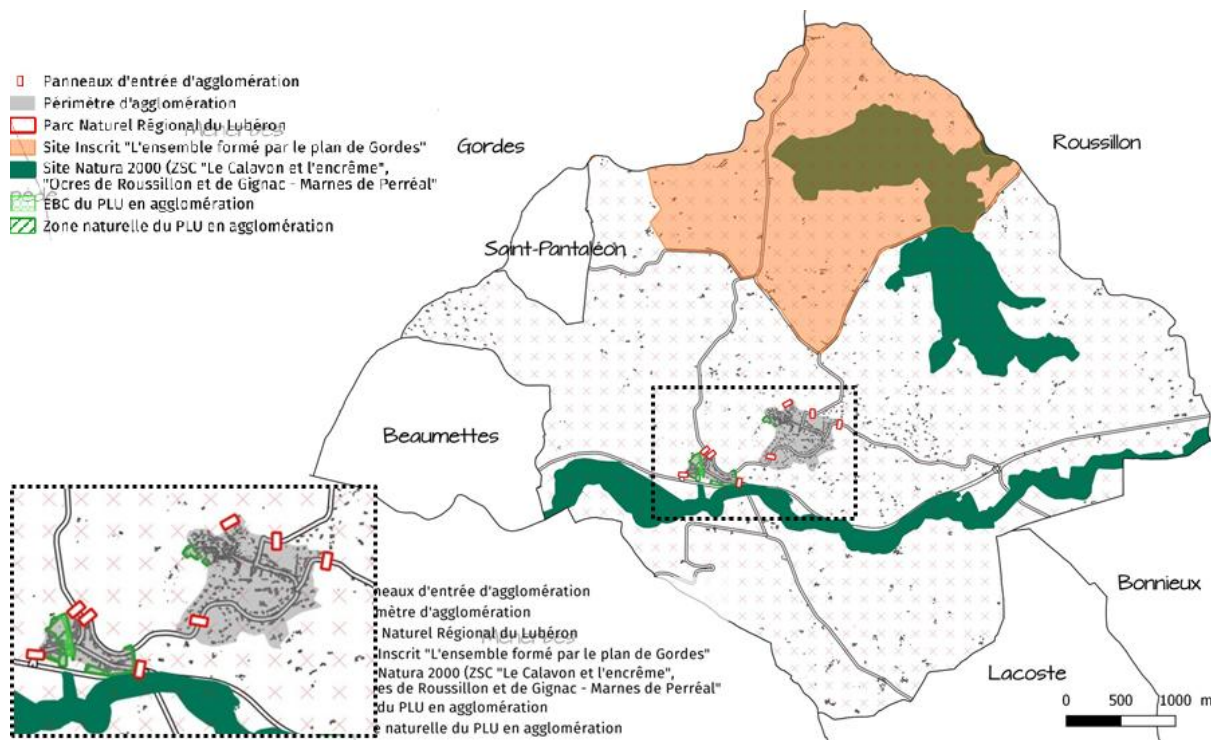 Panneaux d'entrée d'agglomération
Périmètre d'agglomération
Parc Naturel Régional du Lubéron
Ménerbes
Site Inscrit "L'ensemble formé par le plan de Gordes"
Site Natura 2000 (ZSC "Le Calavon et l'encrême",
"Ocres de Roussillon et de Gignac - Marnes de Perréal"
EBC du PLU en agglomération
Zone naturelle du PLU en agglomération
Gordes
Roussillon
Saint-Pantaléon
Beaumettes
Bonnieux
Lacoste
neaux d'entrée d'agglomération
mètre d'agglomération
Naturel Régional du Lubéron
Ménerbes
Inscrit "L'ensemble formé par le plan de Gordes"
Natura 2000 (ZSC "Le Calavon et l'encrême",
es de Roussillon et de Gignac - Marnes de Perréal"
du PLU en agglomération
e naturelle du PLU en agglomération
0 500 1000 m